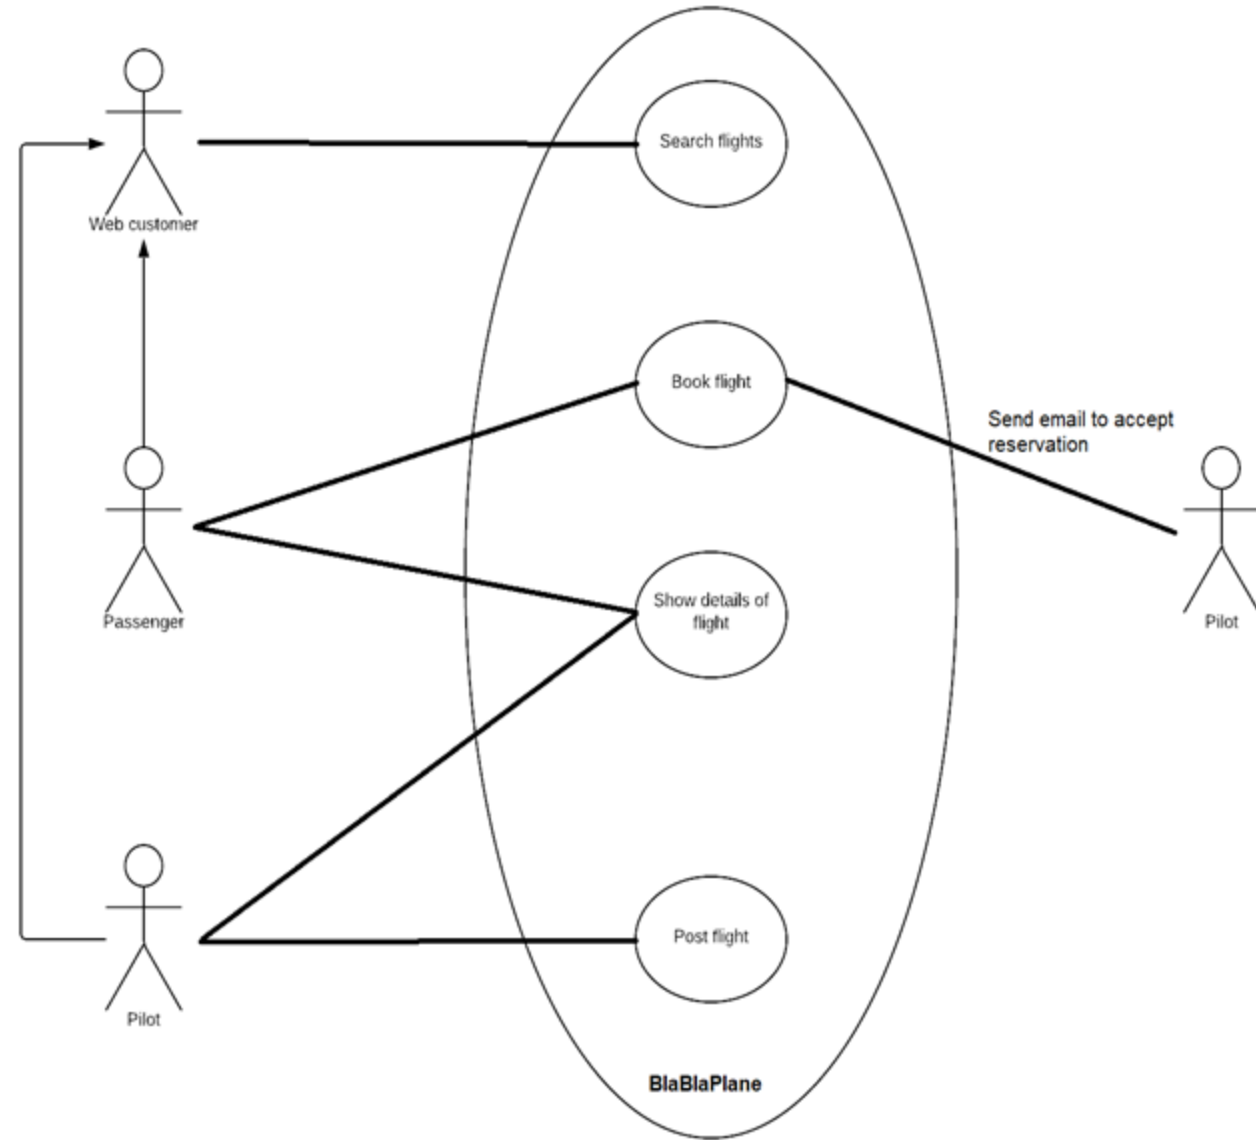 Search flights
Web customer
Book flight
Send email to accept
reservation
Show details of
flight
Passenger
Pilot
Post flight
Pilot
BlaBlaPlane